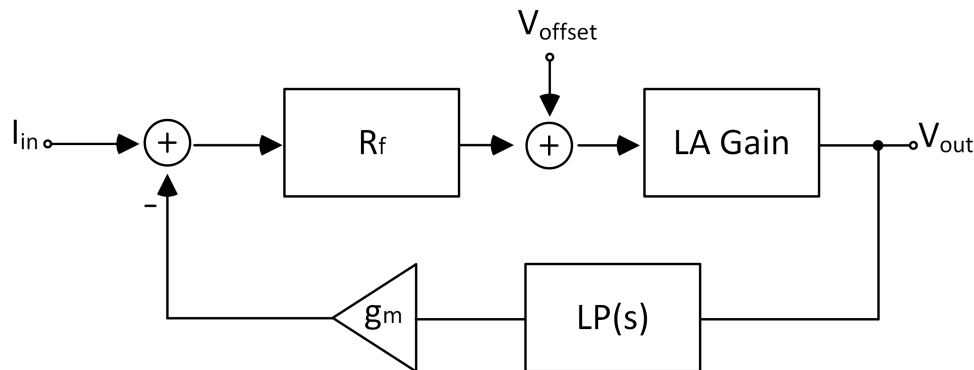 V_offset
I_in
+
R_f
+
LA Gain
V_out
-
g_m
LP(s)